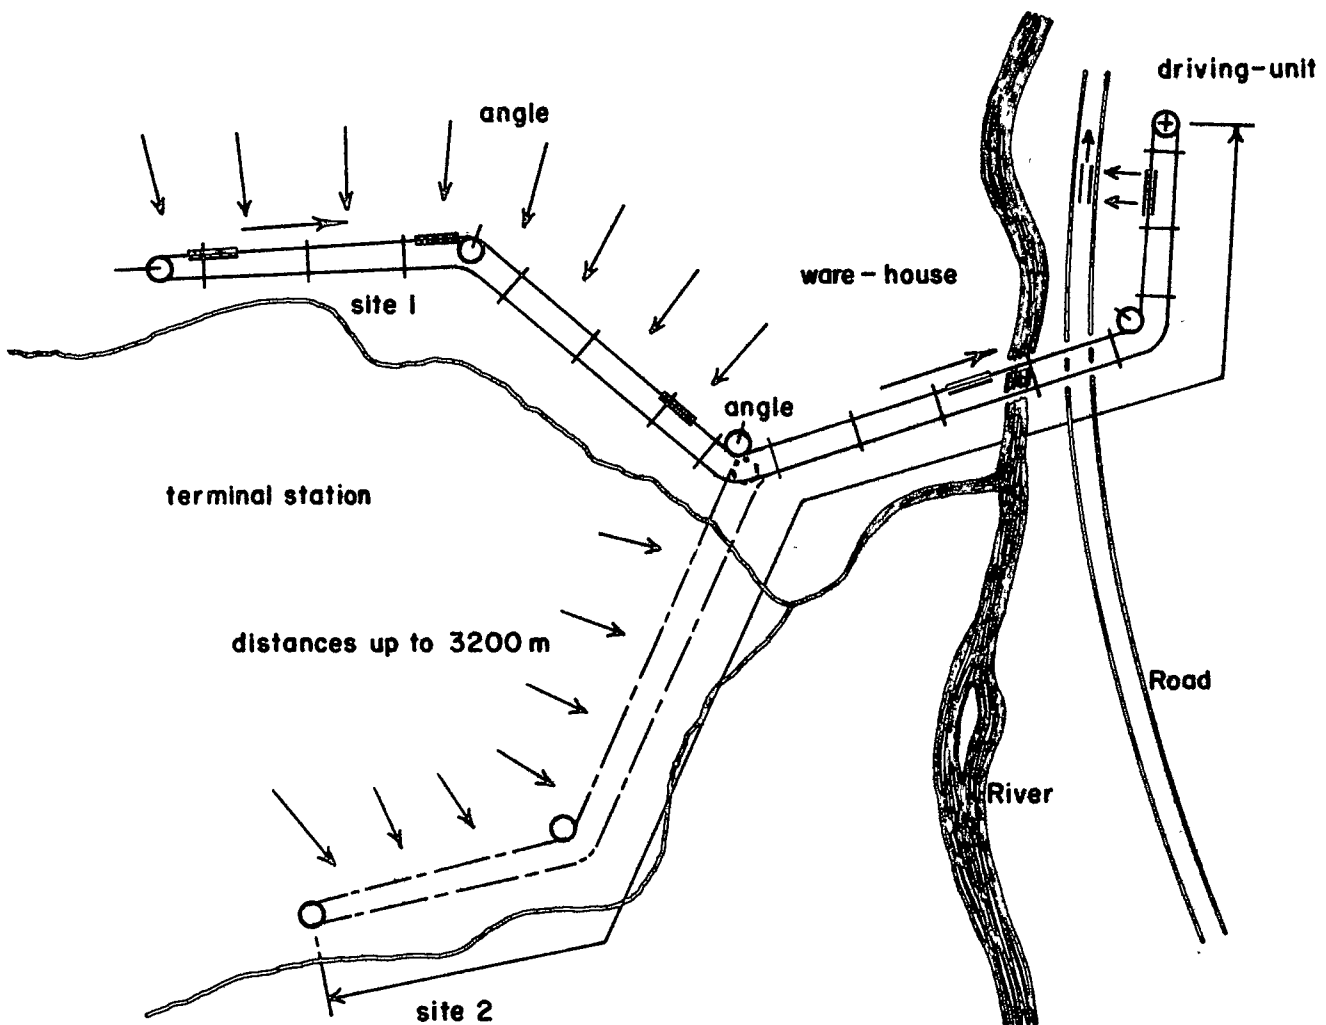 driving-unit
angle
ware-house
site 1
angle
terminal station
distances up to 3200 m
Road
River
site 2